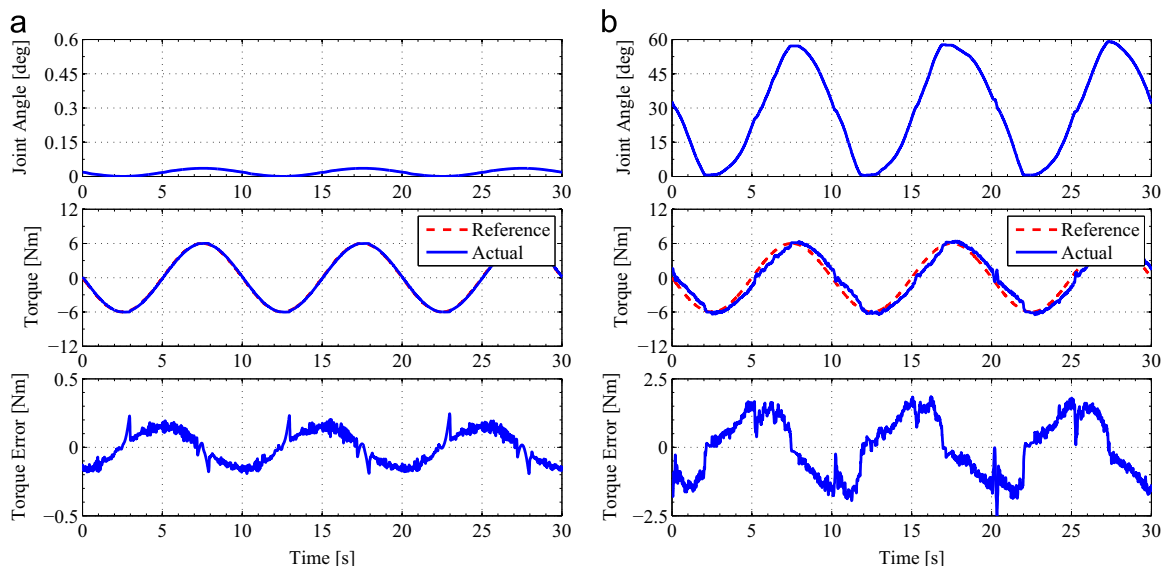 a
Joint Angle [deg]
0.6
0.45
0.3
0.15
0
0 5 10 15 20 25 30
Torque [Nm]
12
6
0
−6
−12
Reference
Actual
0 5 10 15 20 25 30
Torque Error [Nm]
0.5
0
−0.5
0 5 10 15 20 25 30
Time [s]
b
Joint Angle [deg]
60
45
30
15
0
0 5 10 15 20 25 30
Torque [Nm]
12
6
0
−6
−12
Reference
Actual
0 5 10 15 20 25 30
Torque Error [Nm]
2.5
0
−2.5
0 5 10 15 20 25 30
Time [s]